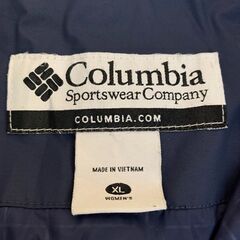 Columbia
Sportswear Company
COLUMBIA.COM
MADE IN VIETNAM
XL
WOMEN'S